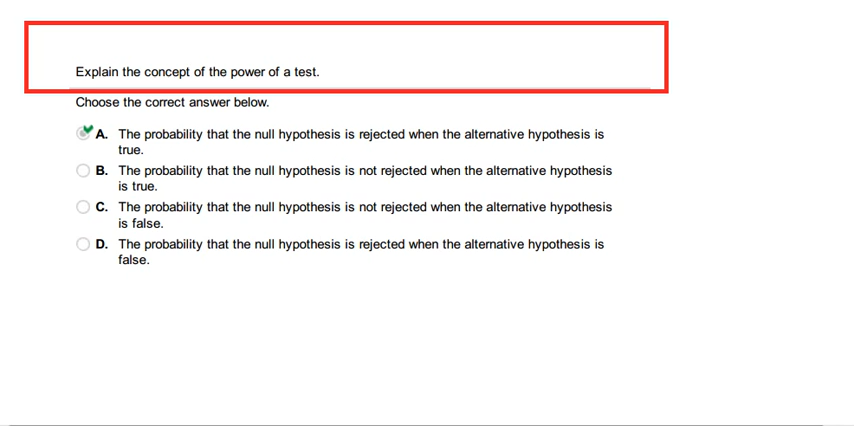 Explain the concept of the power of a test.
Choose the correct answer below.
A. The probability that the null hypothesis is rejected when the alternative hypothesis is
true.
B. The probability that the null hypothesis is not rejected when the alternative hypothesis
is true.
C. The probability that the null hypothesis is not rejected when the alternative hypothesis
is false.
D. The probability that the null hypothesis is rejected when the alternative hypothesis is
false.